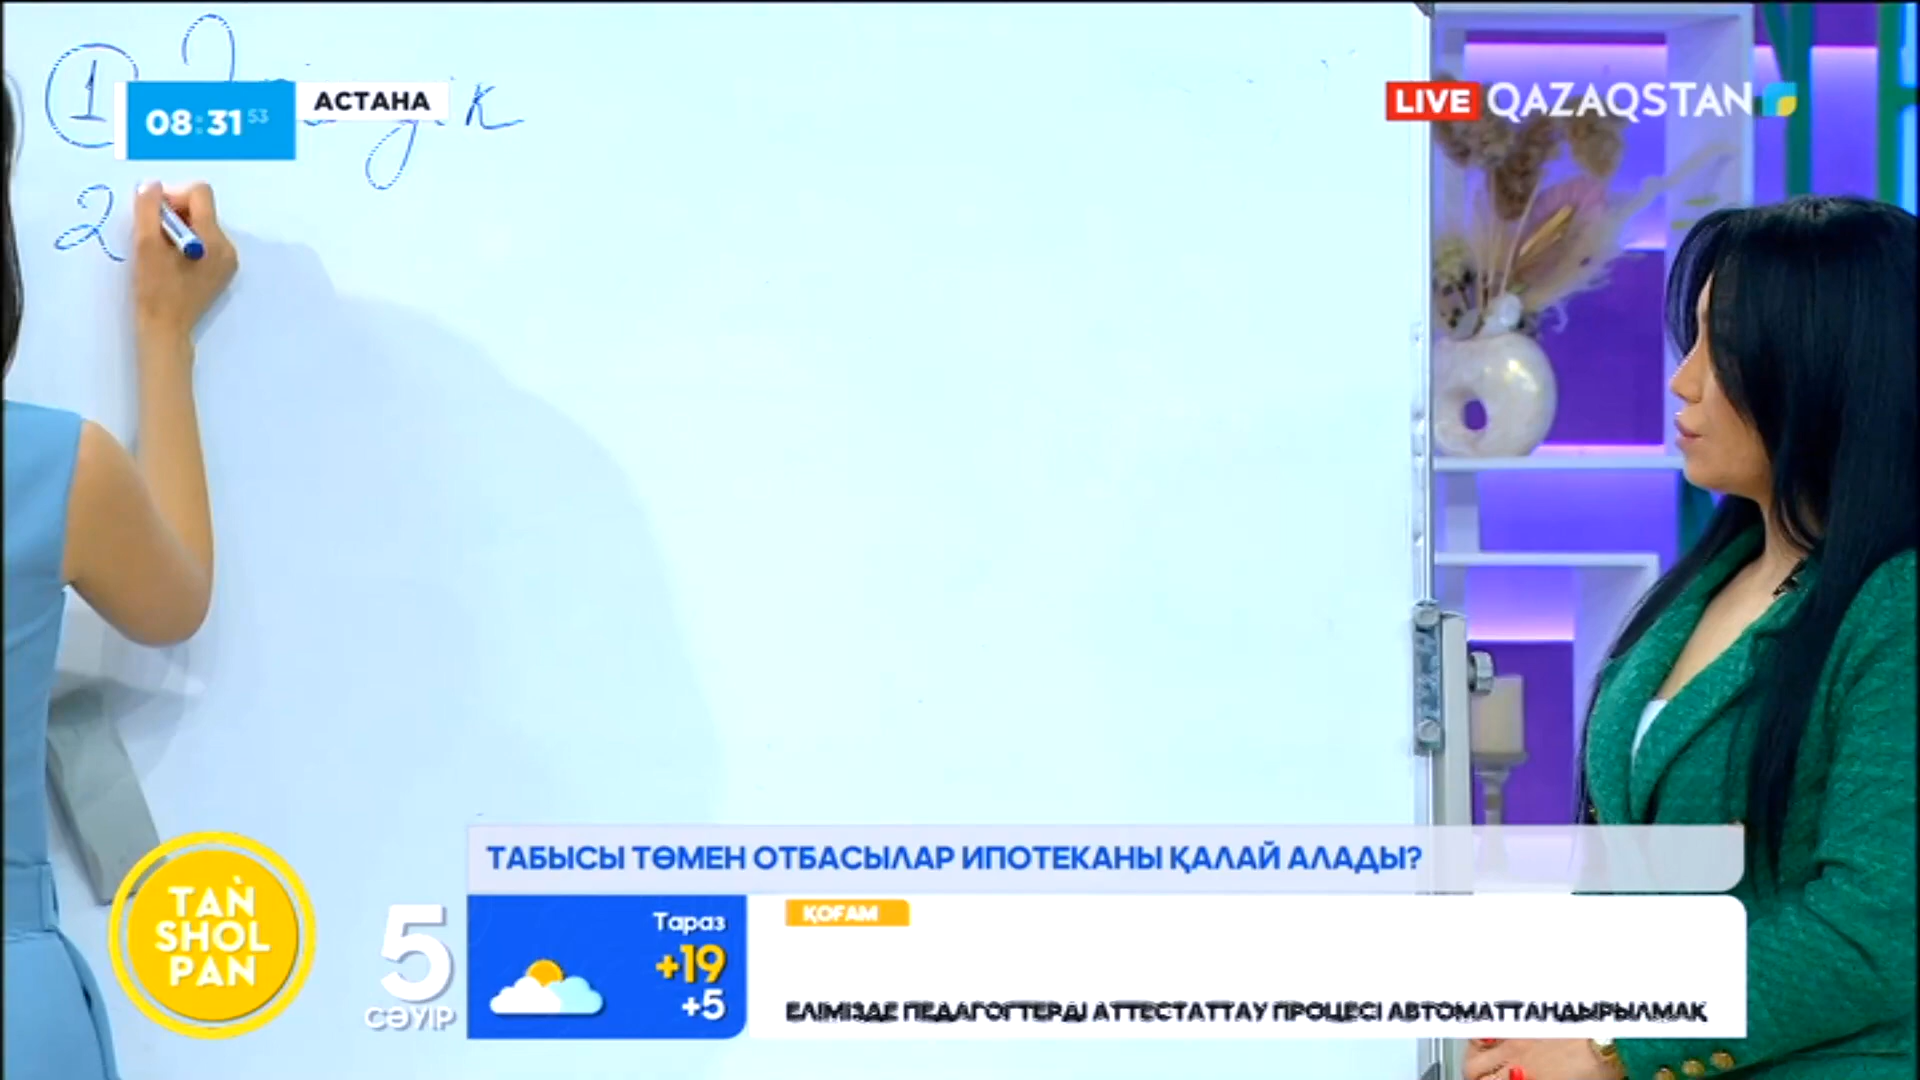 1
08:31 53
АСТАНА
LIVE QAZAQSTAN
2
ТАБЫСЫ ТӨМЕН ОТБАСЫЛАР ИПОТЕКАНЫ ҚАЛАЙ АЛАДЫ?
TAŃ
SHOL
PAN
5
СӘУІР
Тараз
+19
+5
ҚОҒАМ
ЕЛІМІЗДЕ ПЕДАГОГТЕРДІ АТТЕСТАТТАУ ПРОЦЕСІ АВТОМАТТАНДЫРЫЛМАҚ